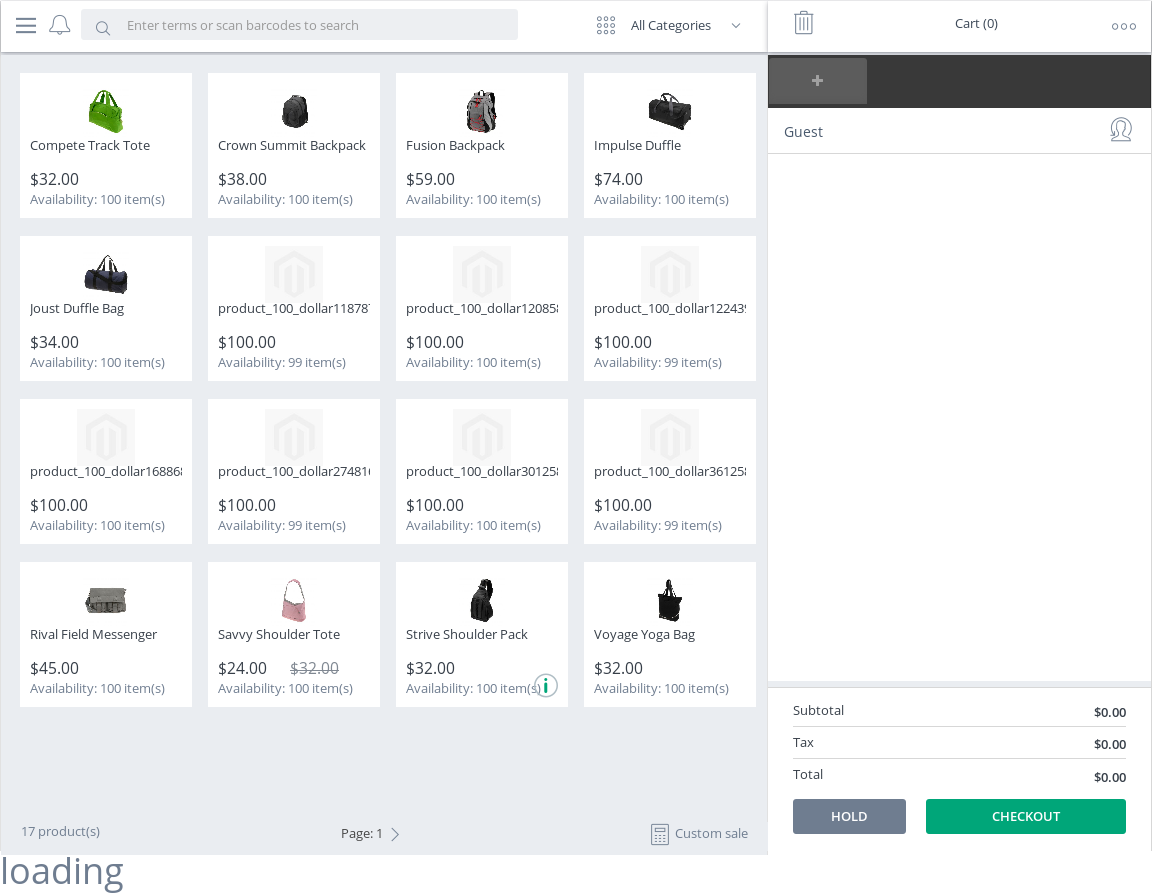 Enter terms or scan barcodes to search
All Categories
Cart (0)
Guest
Compete Track Tote
$32.00
Availability: 100 item(s)
Crown Summit Backpack
$38.00
Availability: 100 item(s)
Fusion Backpack
$59.00
Availability: 100 item(s)
Impulse Duffle
$74.00
Availability: 100 item(s)
Joust Duffle Bag
$34.00
Availability: 100 item(s)
product_100_dollar11878
$100.00
Availability: 99 item(s)
product_100_dollar12085
$100.00
Availability: 100 item(s)
product_100_dollar12243
$100.00
Availability: 99 item(s)
product_100_dollar16886
$100.00
Availability: 100 item(s)
product_100_dollar27481
$100.00
Availability: 99 item(s)
product_100_dollar30125
$100.00
Availability: 100 item(s)
product_100_dollar36125
$100.00
Availability: 99 item(s)
Rival Field Messenger
$45.00
Availability: 100 item(s)
Savvy Shoulder Tote
$24.00 $32.00
Availability: 100 item(s)
Strive Shoulder Pack
$32.00
Availability: 100 item(s)
Voyage Yoga Bag
$32.00
Availability: 100 item(s)
17 product(s)
Page: 1
Custom sale
Subtotal $0.00
Tax $0.00
Total $0.00
HOLD
CHECKOUT
loading